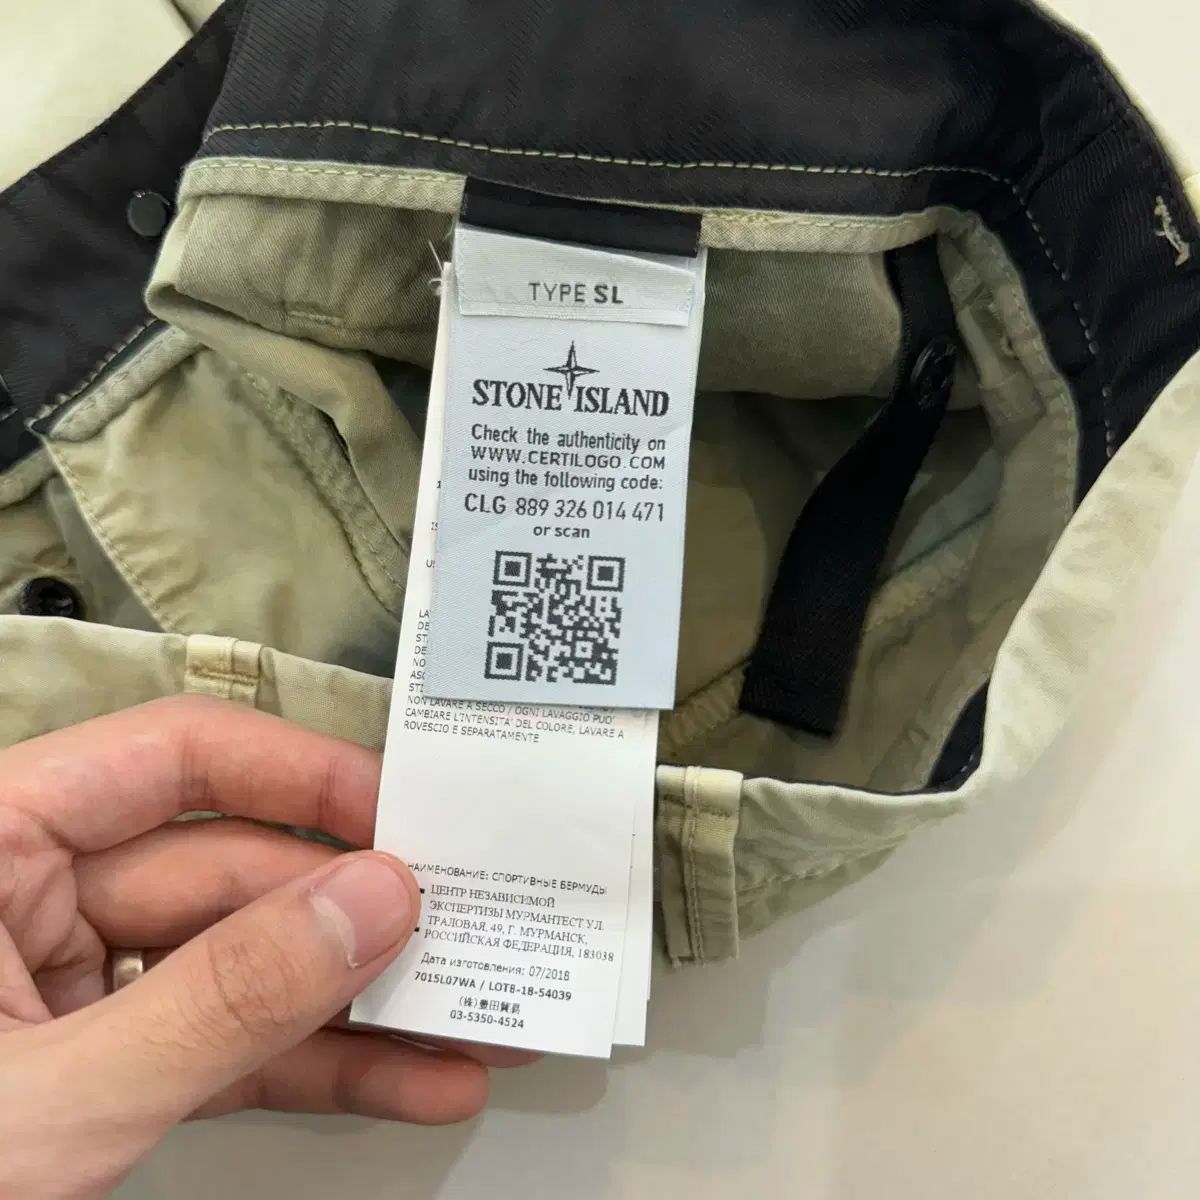 TYPE SL
STONE ISLAND
Check the authenticity on
WWW.CERTILOGO.COM
using the following code:
CLG 889 326 014 471
or scan
NON LAVARE A SECCO / OGNI LAVAGGIO PUO'
CAMBIARE L'INTENSITA' DEL COLORE, LAVARE A
ROVESCIO E SEPARATAMENTE
НАИМЕНОВАНИЕ: СПОРТИВНЫЕ БЕРМУДЫ
ЦЕНТР НЕЗАВИСИМОЙ
ЭКСПЕРТИЗЫ МУРМАНТЕСТ УЛ.
ТРАЛОВАЯ, 49, Г. МУРМАНСК,
РОССИЙСКАЯ ФЕДЕРАЦИЯ, 183038
Дата изготовления: 07/2018
7015L07WA / LOTB-18-54039
(株)豊田貿易
03-5350-4524